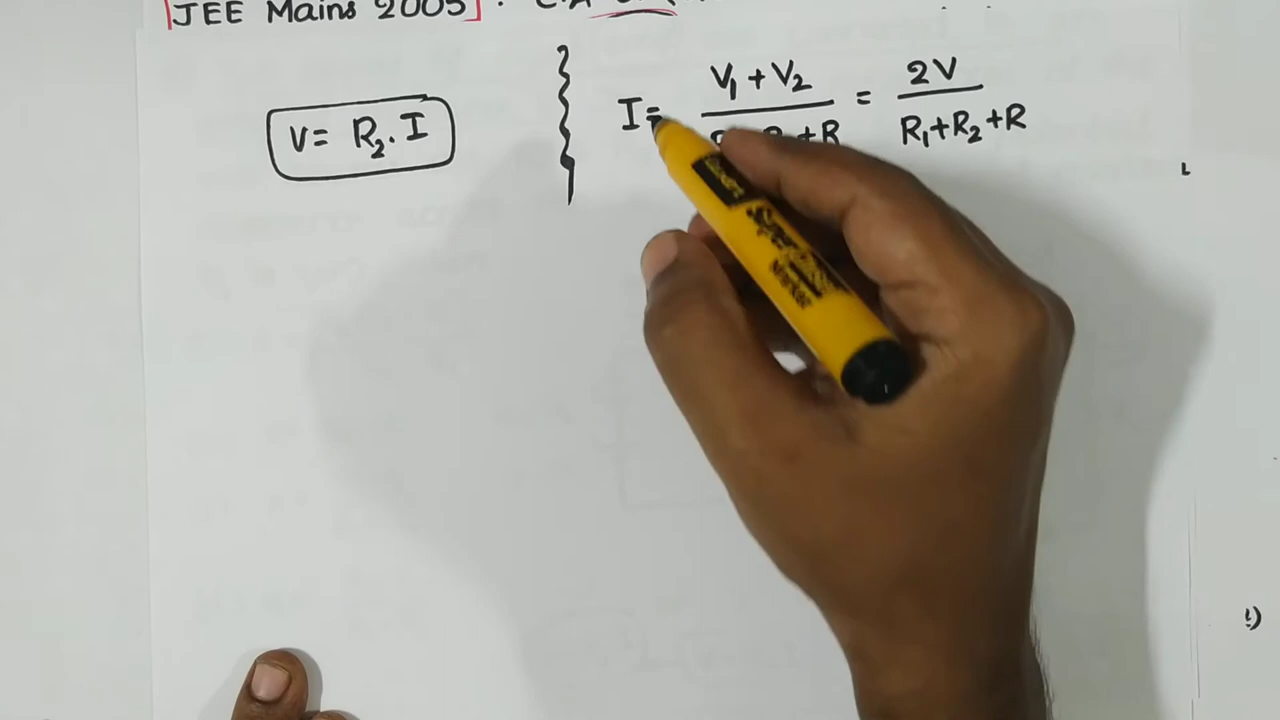 JEE Mains 2005
V = R₂. I
I = V₁ + V₂ = 2V
+R R₁+R₂+R
i)